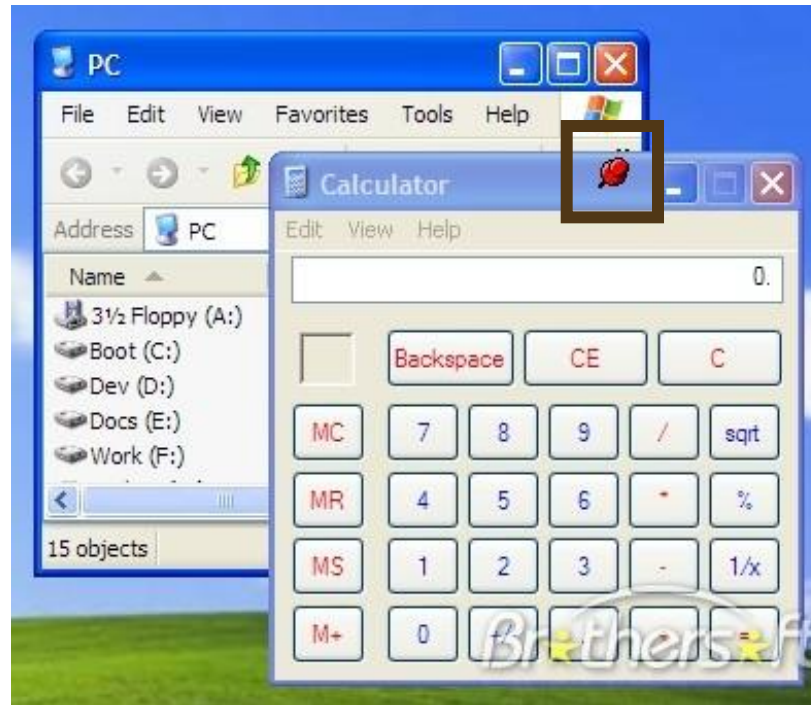 PC
File Edit View Favorites Tools Help
Address PC
Name
3½ Floppy (A:)
Boot (C:)
Dev (D:)
Docs (E:)
Work (F:)
15 objects
Calculator
Edit View Help
0.
Backspace CE C
MC 7 8 9 / sqrt
MR 4 5 6 * %
MS 1 2 3 - 1/x
M+ 0 +/- . + =
Brothersoft